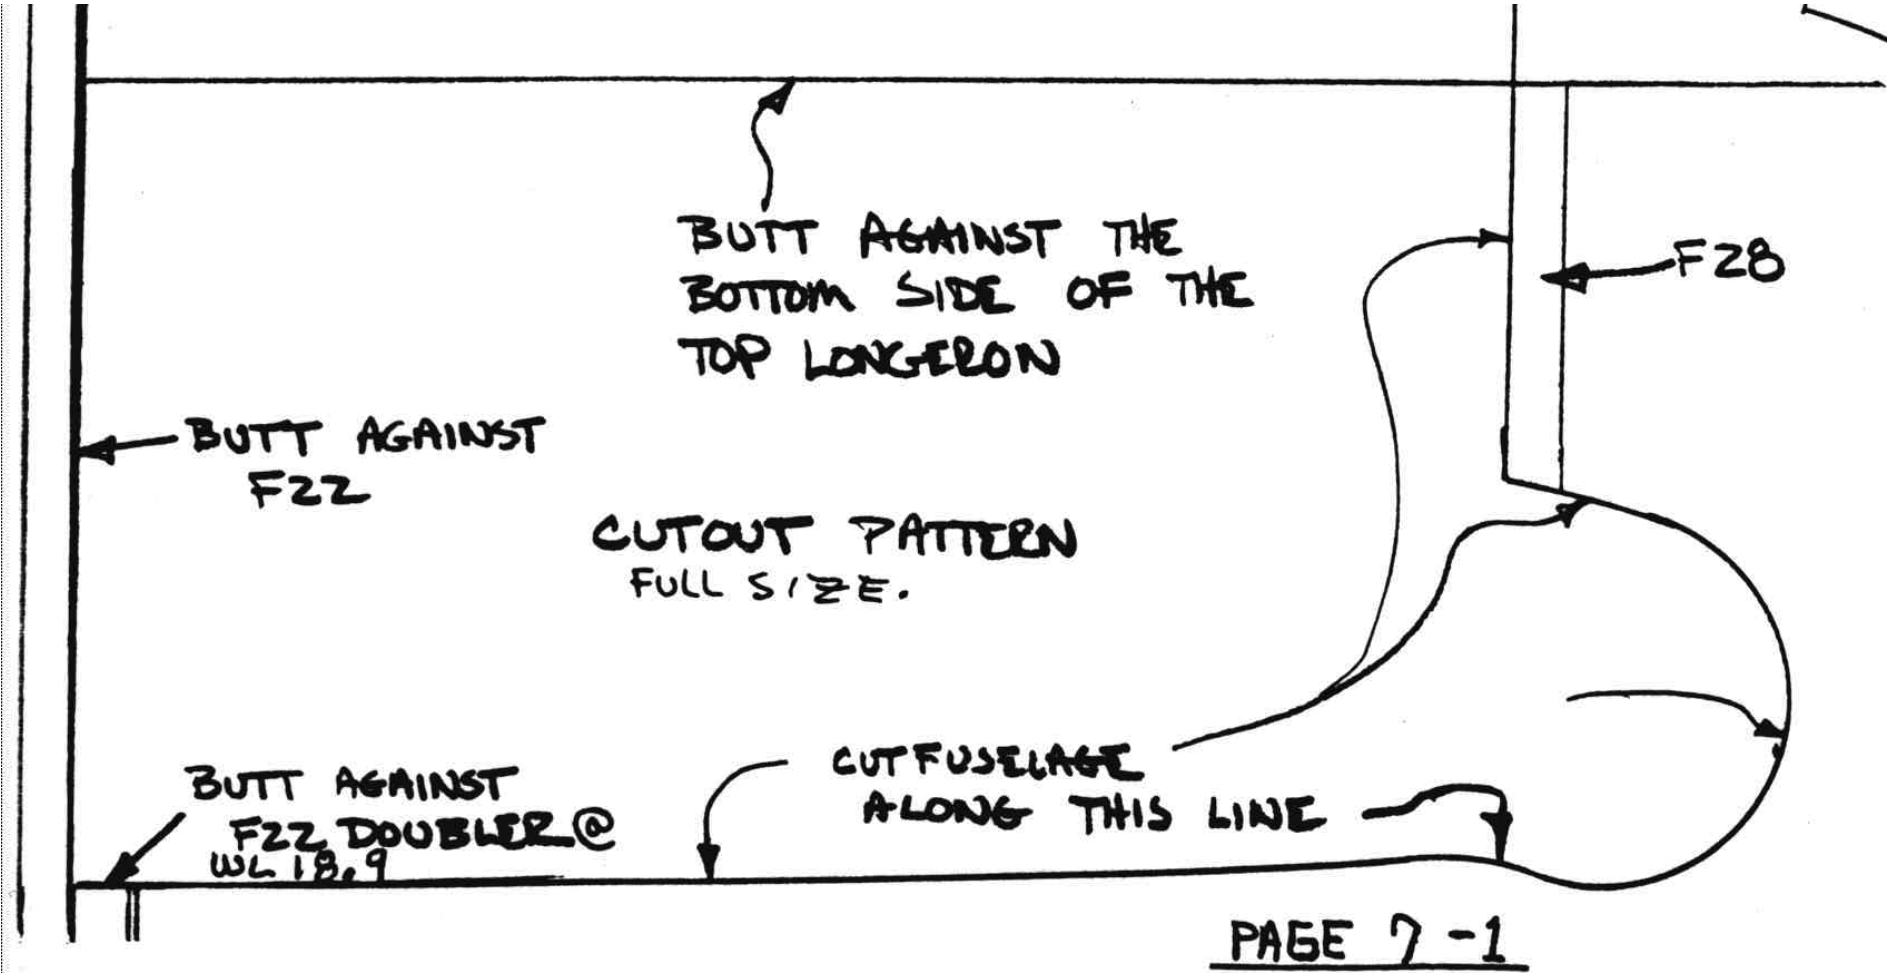 BUTT AGAINST THE
BOTTOM SIDE OF THE
TOP LONGERON
F28
BUTT AGAINST
F22
CUTOUT PATTERN
FULL SIZE.
CUT FUSELAGE
ALONG THIS LINE
BUTT AGAINST
F22 DOUBLER @
WL 18.9
PAGE 7-1